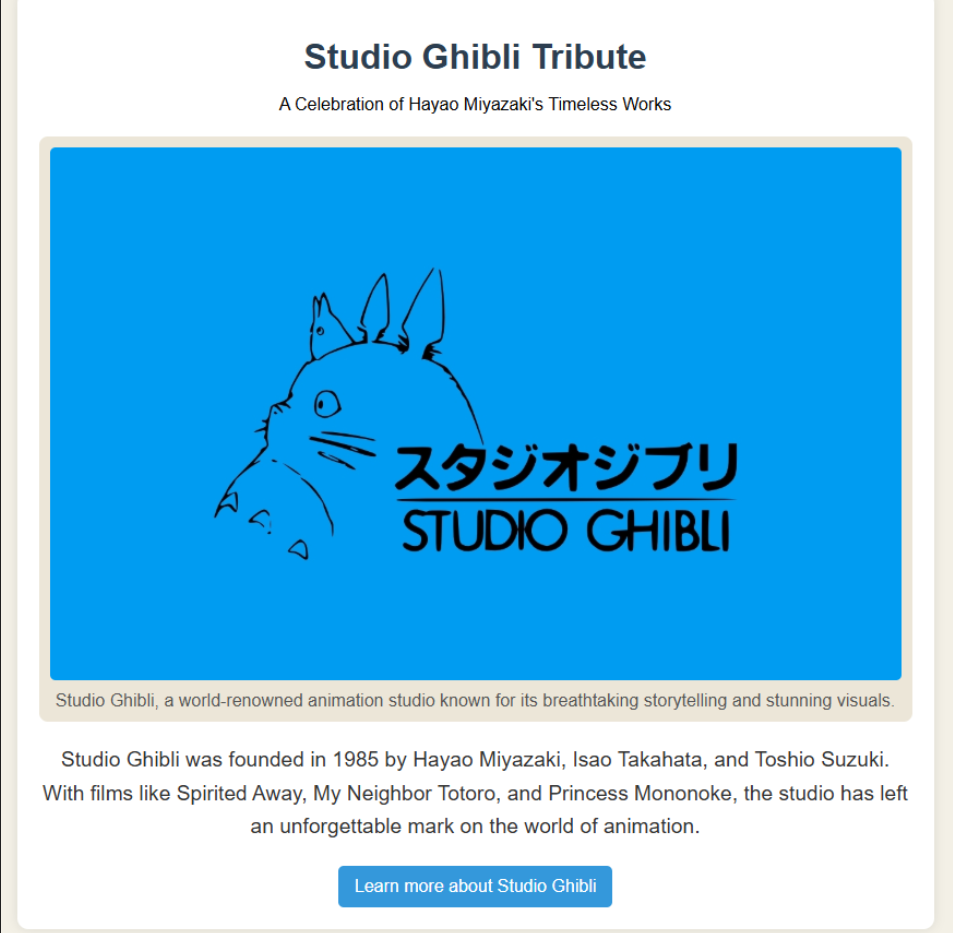 Studio Ghibli Tribute
A Celebration of Hayao Miyazaki's Timeless Works
スタジオジブリ
STUDIO GHIBLI
Studio Ghibli, a world-renowned animation studio known for its breathtaking storytelling and stunning visuals.
Studio Ghibli was founded in 1985 by Hayao Miyazaki, Isao Takahata, and Toshio Suzuki.
With films like Spirited Away, My Neighbor Totoro, and Princess Mononoke, the studio has left
an unforgettable mark on the world of animation.
Learn more about Studio Ghibli